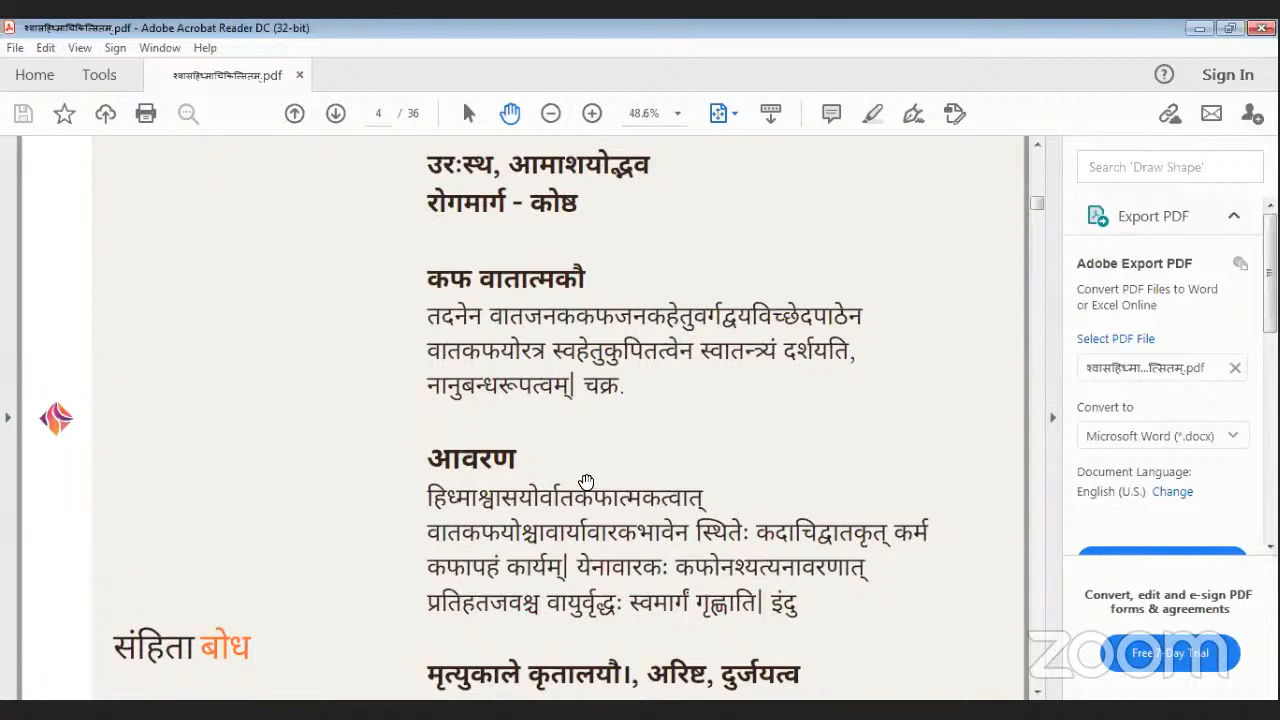 श्वासहिध्माचिकित्सितम्.pdf - Adobe Acrobat Reader DC (32-bit)
File Edit View Sign Window Help
Home Tools श्वासहिध्माचिकित्सितम्.pdf × Sign In
4 / 36 48.6%
उरःस्थ, आमाशयोद्भव
रोगमार्ग - कोष्ठ
कफ वातात्मकौ
तदनेन वातजनककफजनकहेतुवर्गद्वयविच्छेदपाठेन
वातकफयोरत्र स्वहेतुकुपितत्वेन स्वातन्त्र्यं दर्शयति,
नानुबन्धरूपत्वम्| चक्र.
आवरण
हिध्माश्वासयोर्वातकफात्मकत्वात्
वातकफयोश्चावार्यावारकभावेन स्थितेः कदाचिद्वातकृत् कर्म
कफापहं कार्यम्| येनावारकः कफोनश्यत्यनावरणात्
प्रतिहतजवश्च वायुर्वृद्धः स्वमार्गं गृह्णाति| इंदु
मृत्युकाले कृतालयौ।, अरिष्ट, दुर्जयत्व
संहिता बोध
Search 'Draw Shape'
Export PDF
Adobe Export PDF
Convert PDF Files to Word
or Excel Online
Select PDF File
श्वासहिध्मा...त्सितम्.pdf
Convert to
Microsoft Word (*.docx)
Document Language:
English (U.S.) Change
Convert, edit and e-sign PDF
forms & agreements
Free 7-Day Trial
zoom